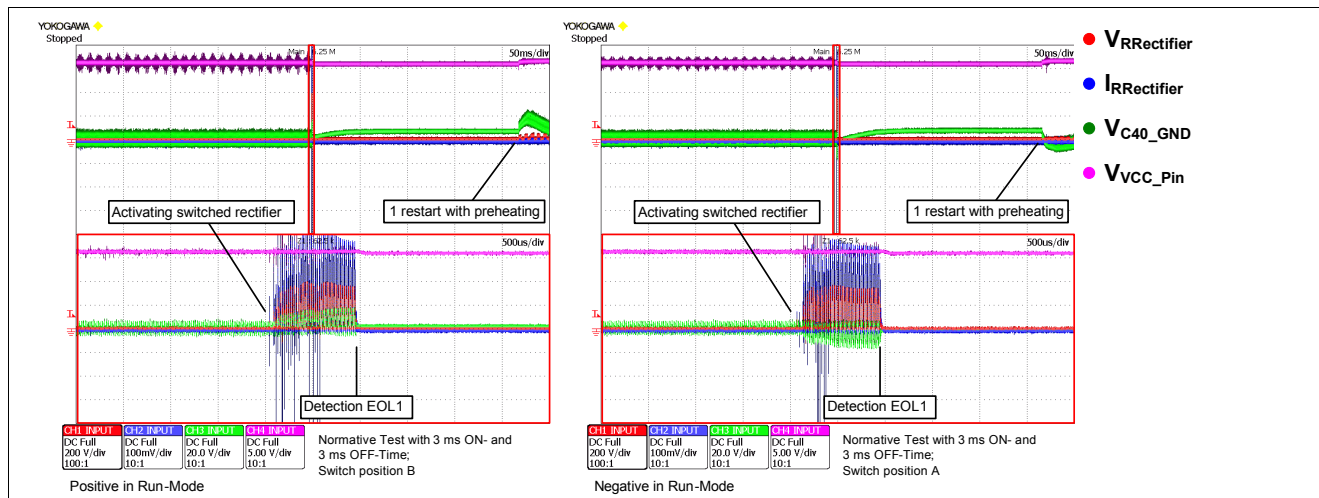 YOKOGAWA
Stopped
50ms/div
Activating switched rectifier
1 restart with preheating
500us/div
Detection EOL1
CH1 INPUT
DC Full
200 V/div
100:1
CH2 INPUT
DC Full
100mV/div
10:1
CH3 INPUT
DC Full
20.0 V/div
10:1
CH4 INPUT
DC Full
5.00 V/div
10:1
Normative Test with 3 ms ON- and
3 ms OFF-Time;
Switch position B
Positive in Run-Mode
YOKOGAWA
Stopped
50ms/div
Activating switched rectifier
1 restart with preheating
500us/div
Detection EOL1
CH1 INPUT
DC Full
200 V/div
100:1
CH2 INPUT
DC Full
100mV/div
10:1
CH3 INPUT
DC Full
20.0 V/div
10:1
CH4 INPUT
DC Full
5.00 V/div
10:1
Normative Test with 3 ms ON- and
3 ms OFF-Time;
Switch position A
Negative in Run-Mode
VRRectifier
IRRectifier
VC40_GND
VVCC_Pin